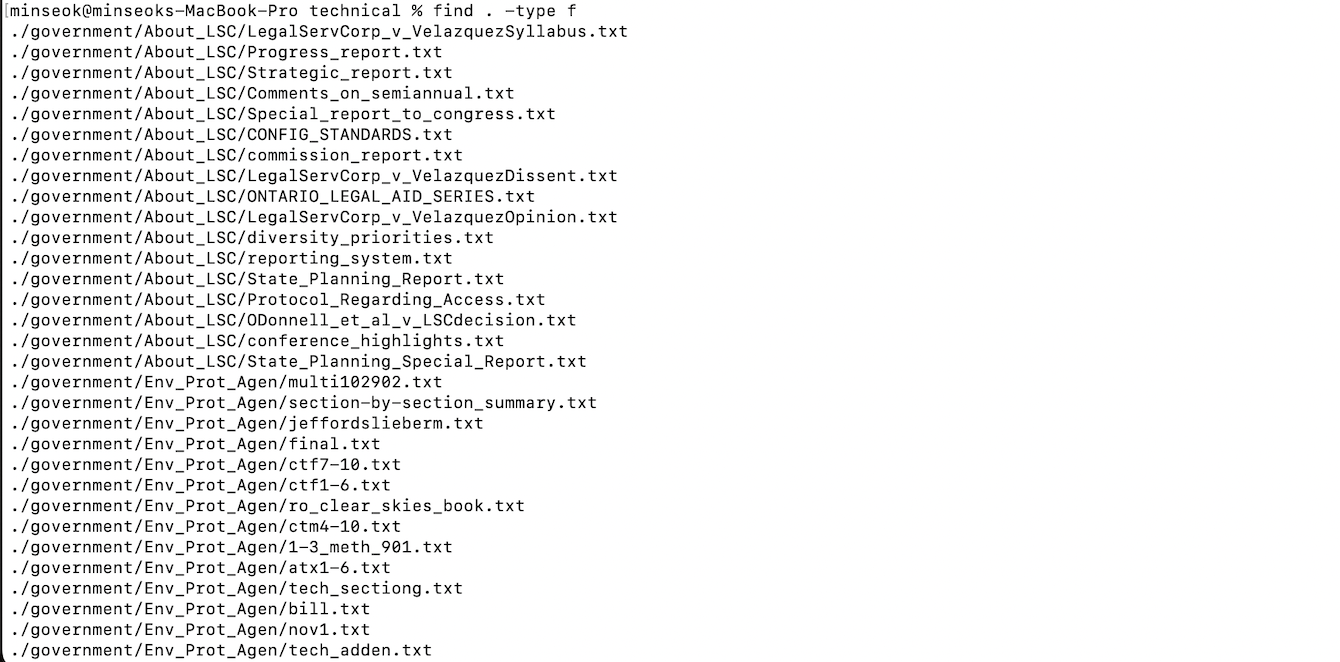 [minseok@minseoks-MacBook-Pro technical % find . -type f
./government/About_LSC/LegalServCorp_v_VelazquezSyllabus.txt
./government/About_LSC/Progress_report.txt
./government/About_LSC/Strategic_report.txt
./government/About_LSC/Comments_on_semiannual.txt
./government/About_LSC/Special_report_to_congress.txt
./government/About_LSC/CONFIG_STANDARDS.txt
./government/About_LSC/commission_report.txt
./government/About_LSC/LegalServCorp_v_VelazquezDissent.txt
./government/About_LSC/ONTARIO_LEGAL_AID_SERIES.txt
./government/About_LSC/LegalServCorp_v_VelazquezOpinion.txt
./government/About_LSC/diversity_priorities.txt
./government/About_LSC/reporting_system.txt
./government/About_LSC/State_Planning_Report.txt
./government/About_LSC/Protocol_Regarding_Access.txt
./government/About_LSC/ODonnell_et_al_v_LSCdecision.txt
./government/About_LSC/conference_highlights.txt
./government/About_LSC/State_Planning_Special_Report.txt
./government/Env_Prot_Agen/multi102902.txt
./government/Env_Prot_Agen/section-by-section_summary.txt
./government/Env_Prot_Agen/jeffordslieberm.txt
./government/Env_Prot_Agen/final.txt
./government/Env_Prot_Agen/ctf7-10.txt
./government/Env_Prot_Agen/ctf1-6.txt
./government/Env_Prot_Agen/ro_clear_skies_book.txt
./government/Env_Prot_Agen/ctm4-10.txt
./government/Env_Prot_Agen/1-3_meth_901.txt
./government/Env_Prot_Agen/atx1-6.txt
./government/Env_Prot_Agen/tech_sectiong.txt
./government/Env_Prot_Agen/bill.txt
./government/Env_Prot_Agen/nov1.txt
./government/Env_Prot_Agen/tech_adden.txt